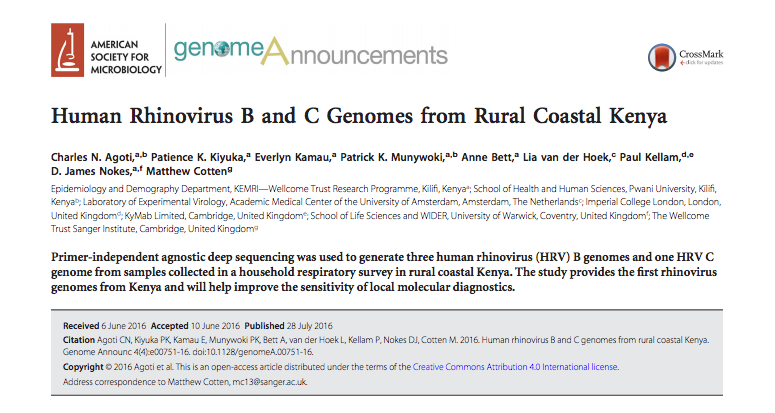 AMERICAN
SOCIETY FOR
MICROBIOLOGY
genomeAnnouncements
CrossMark
click for updates
Human Rhinovirus B and C Genomes from Rural Coastal Kenya
Charles N. Agoti,a,b Patience K. Kiyuka,a Everlyn Kamau,a Patrick K. Munywoki,a,b Anne Bett,a Lia van der Hoek,c Paul Kellam,d,e
D. James Nokes,a,f Matthew Cotteng
Epidemiology and Demography Department, KEMRI—Wellcome Trust Research Programme, Kilifi, Kenyaa; School of Health and Human Sciences, Pwani University, Kilifi,
Kenyab; Laboratory of Experimental Virology, Academic Medical Center of the University of Amsterdam, Amsterdam, The Netherlandsc; Imperial College London, London,
United Kingdomd; KyMab Limited, Cambridge, United Kingdome; School of Life Sciences and WIDER, University of Warwick, Coventry, United Kingdomf; The Wellcome
Trust Sanger Institute, Cambridge, United Kingdomg
Primer-independent agnostic deep sequencing was used to generate three human rhinovirus (HRV) B genomes and one HRV C
genome from samples collected in a household respiratory survey in rural coastal Kenya. The study provides the first rhinovirus
genomes from Kenya and will help improve the sensitivity of local molecular diagnostics.
Received 6 June 2016 Accepted 10 June 2016 Published 28 July 2016
Citation Agoti CN, Kiyuka PK, Kamau E, Munywoki PK, Bett A, van der Hoek L, Kellam P, Nokes DJ, Cotten M. 2016. Human rhinovirus B and C genomes from rural coastal Kenya.
Genome Announc 4(4):e00751-16. doi:10.1128/genomeA.00751-16.
Copyright © 2016 Agoti et al. This is an open-access article distributed under the terms of the Creative Commons Attribution 4.0 International license.
Address correspondence to Matthew Cotten, mc13@sanger.ac.uk.